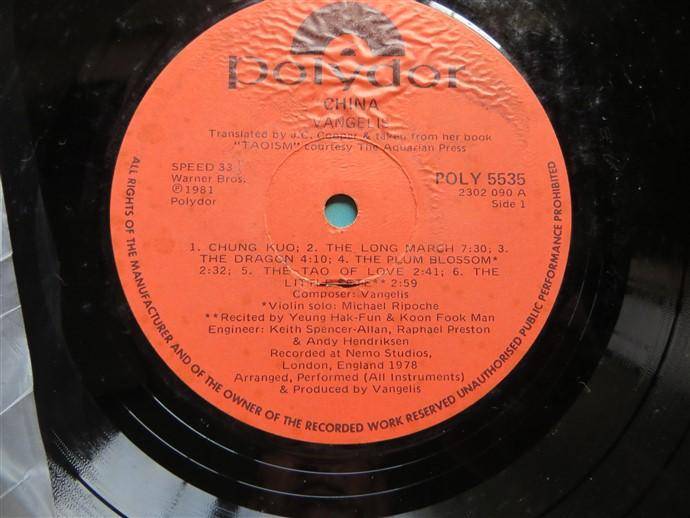 polydor
CHINA
VANGELIS
Translated by J.C. Cooper & taken from her book
"TAOISM" courtesy The Aquarian Press
SPEED 33
Warner Bros.
℗1981
Polydor
POLY 5535
2302 090 A
Side 1
1. CHUNG KUO; 2. THE LONG MARCH 7:30; 3.
THE DRAGON 4:10; 4. THE PLUM BLOSSOM*
2:32; 5. THE TAO OF LOVE 2:41; 6. THE
LITTLE FETE** 2:59
Composer: Vangelis
*Violin solo: Michael Ripoche
**Recited by Yeung Hak-Fun & Koon Fook Man
Engineer: Keith Spencer-Allan, Raphael Preston
& Andy Hendriksen
Recorded at Nemo Studios,
London, England 1978
Arranged, Performed (All Instruments)
& Produced by Vangelis
ALL RIGHTS OF THE MANUFACTURER AND OF THE OWNER OF THE RECORDED WORK RESERVED UNAUTHORISED PUBLIC PERFORMANCE PROHIBITED